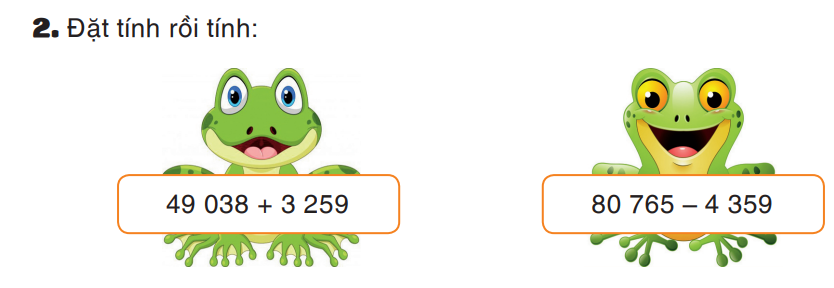 2. Đặt tính rồi tính:
49 038 + 3 259
80 765 – 4 359